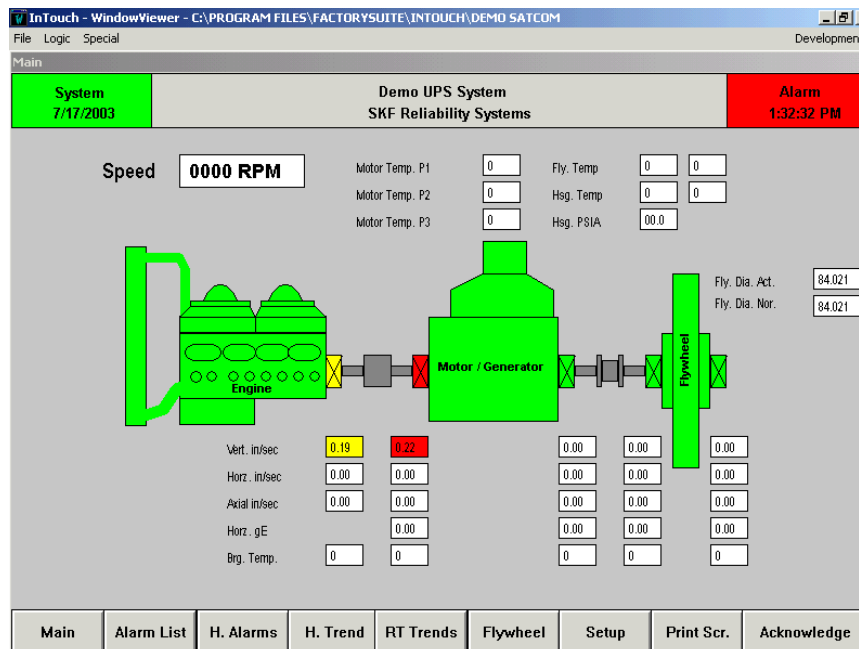 InTouch - WindowViewer - C:\PROGRAM FILES\FACTORYSUITE\INTOUCH\DEMO SATCOM
File Logic Special Developmen
Main
System
7/17/2003
Demo UPS System
SKF Reliability Systems
Alarm
1:32:32 PM
Speed 0000 RPM
Motor Temp. P1 0 Fly. Temp 0 0
Motor Temp. P2 0 Hsg. Temp 0 0
Motor Temp. P3 0 Hsg. PSIA 00.0
Fly. Dia. Act. 84.021
Fly. Dia. Nor. 84.021
Engine
Motor / Generator
Flywheel
Vert. in/sec 0.19 0.22 0.00 0.00 0.00
Horz. in/sec 0.00 0.00 0.00 0.00 0.00
Axial in/sec 0.00 0.00 0.00 0.00 0.00
Horz. gE 0.00 0.00 0.00 0.00
Brg. Temp. 0 0 0 0 0
Main Alarm List H. Alarms H. Trend RT Trends Flywheel Setup Print Scr. Acknowledge